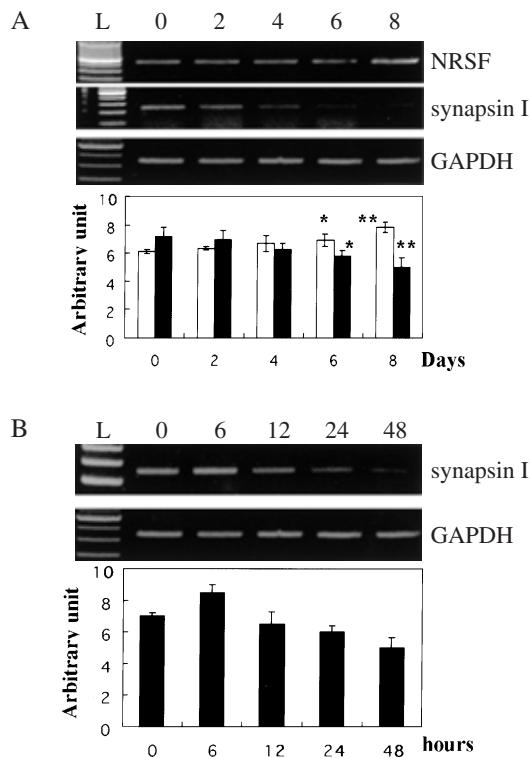 A
L 0 2 4 6 8
NRSF
synapsin I
GAPDH
10
8
6
4
2
0
Arbitrary unit
* ** * **
0 2 4 6 8 Days
B
L 0 6 12 24 48
synapsin I
GAPDH
10
8
6
4
2
0
Arbitrary unit
0 6 12 24 48 hours